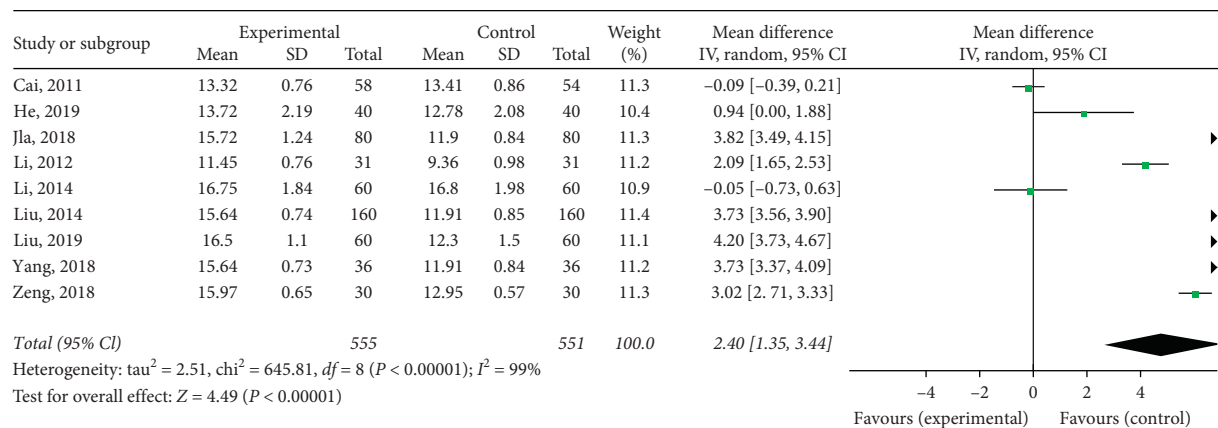 Study or subgroup Experimental Control Weight Mean difference Mean difference
Mean SD Total Mean SD Total (%) IV, random, 95% CI IV, random, 95% CI
Cai, 2011 13.32 0.76 58 13.41 0.86 54 11.3 –0.09 [–0.39, 0.21]
He, 2019 13.72 2.19 40 12.78 2.08 40 10.4 0.94 [0.00, 1.88]
Jla, 2018 15.72 1.24 80 11.9 0.84 80 11.3 3.82 [3.49, 4.15]
Li, 2012 11.45 0.76 31 9.36 0.98 31 11.2 2.09 [1.65, 2.53]
Li, 2014 16.75 1.84 60 16.8 1.98 60 10.9 –0.05 [–0.73, 0.63]
Liu, 2014 15.64 0.74 160 11.91 0.85 160 11.4 3.73 [3.56, 3.90]
Liu, 2019 16.5 1.1 60 12.3 1.5 60 11.1 4.20 [3.73, 4.67]
Yang, 2018 15.64 0.73 36 11.91 0.84 36 11.2 3.73 [3.37, 4.09]
Zeng, 2018 15.97 0.65 30 12.95 0.57 30 11.3 3.02 [2. 71, 3.33]
Total (95% Cl) 555 551 100.0 2.40 [1.35, 3.44]
Heterogeneity: tau² = 2.51, chi² = 645.81, df = 8 (P < 0.00001); I² = 99%
Test for overall effect: Z = 4.49 (P < 0.00001)
–4 –2 0 2 4
Favours (experimental) Favours (control)